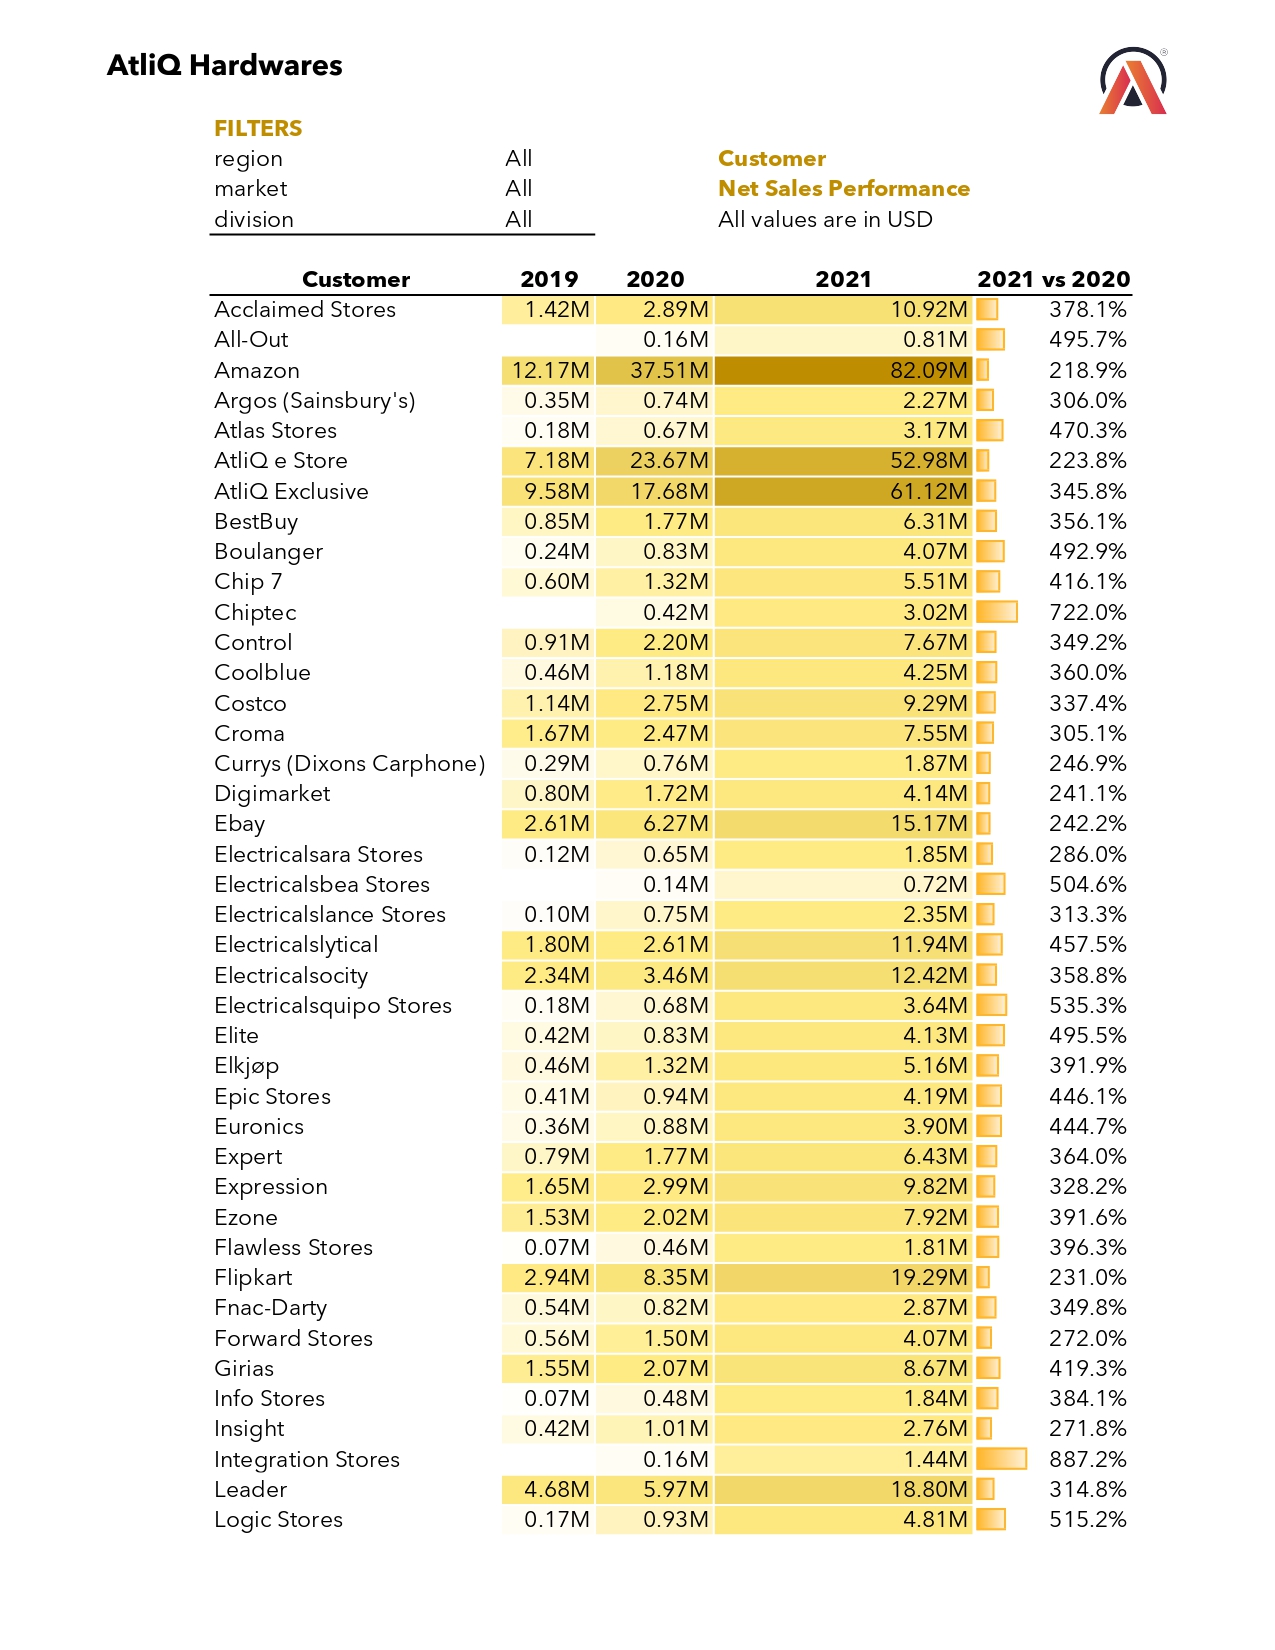 AtliQ Hardwares
®
FILTERS
region All Customer
market All Net Sales Performance
division All All values are in USD
Customer 2019 2020 2021 2021 vs 2020
Acclaimed Stores 1.42M 2.89M 10.92M 378.1%
All-Out 0.16M 0.81M 495.7%
Amazon 12.17M 37.51M 82.09M 218.9%
Argos (Sainsbury's) 0.35M 0.74M 2.27M 306.0%
Atlas Stores 0.18M 0.67M 3.17M 470.3%
AtliQ e Store 7.18M 23.67M 52.98M 223.8%
AtliQ Exclusive 9.58M 17.68M 61.12M 345.8%
BestBuy 0.85M 1.77M 6.31M 356.1%
Boulanger 0.24M 0.83M 4.07M 492.9%
Chip 7 0.60M 1.32M 5.51M 416.1%
Chiptec 0.42M 3.02M 722.0%
Control 0.91M 2.20M 7.67M 349.2%
Coolblue 0.46M 1.18M 4.25M 360.0%
Costco 1.14M 2.75M 9.29M 337.4%
Croma 1.67M 2.47M 7.55M 305.1%
Currys (Dixons Carphone) 0.29M 0.76M 1.87M 246.9%
Digimarket 0.80M 1.72M 4.14M 241.1%
Ebay 2.61M 6.27M 15.17M 242.2%
Electricalsara Stores 0.12M 0.65M 1.85M 286.0%
Electricalsbea Stores 0.14M 0.72M 504.6%
Electricalslance Stores 0.10M 0.75M 2.35M 313.3%
Electricalslytical 1.80M 2.61M 11.94M 457.5%
Electricalsocity 2.34M 3.46M 12.42M 358.8%
Electricalsquipo Stores 0.18M 0.68M 3.64M 535.3%
Elite 0.42M 0.83M 4.13M 495.5%
Elkjøp 0.46M 1.32M 5.16M 391.9%
Epic Stores 0.41M 0.94M 4.19M 446.1%
Euronics 0.36M 0.88M 3.90M 444.7%
Expert 0.79M 1.77M 6.43M 364.0%
Expression 1.65M 2.99M 9.82M 328.2%
Ezone 1.53M 2.02M 7.92M 391.6%
Flawless Stores 0.07M 0.46M 1.81M 396.3%
Flipkart 2.94M 8.35M 19.29M 231.0%
Fnac-Darty 0.54M 0.82M 2.87M 349.8%
Forward Stores 0.56M 1.50M 4.07M 272.0%
Girias 1.55M 2.07M 8.67M 419.3%
Info Stores 0.07M 0.48M 1.84M 384.1%
Insight 0.42M 1.01M 2.76M 271.8%
Integration Stores 0.16M 1.44M 887.2%
Leader 4.68M 5.97M 18.80M 314.8%
Logic Stores 0.17M 0.93M 4.81M 515.2%